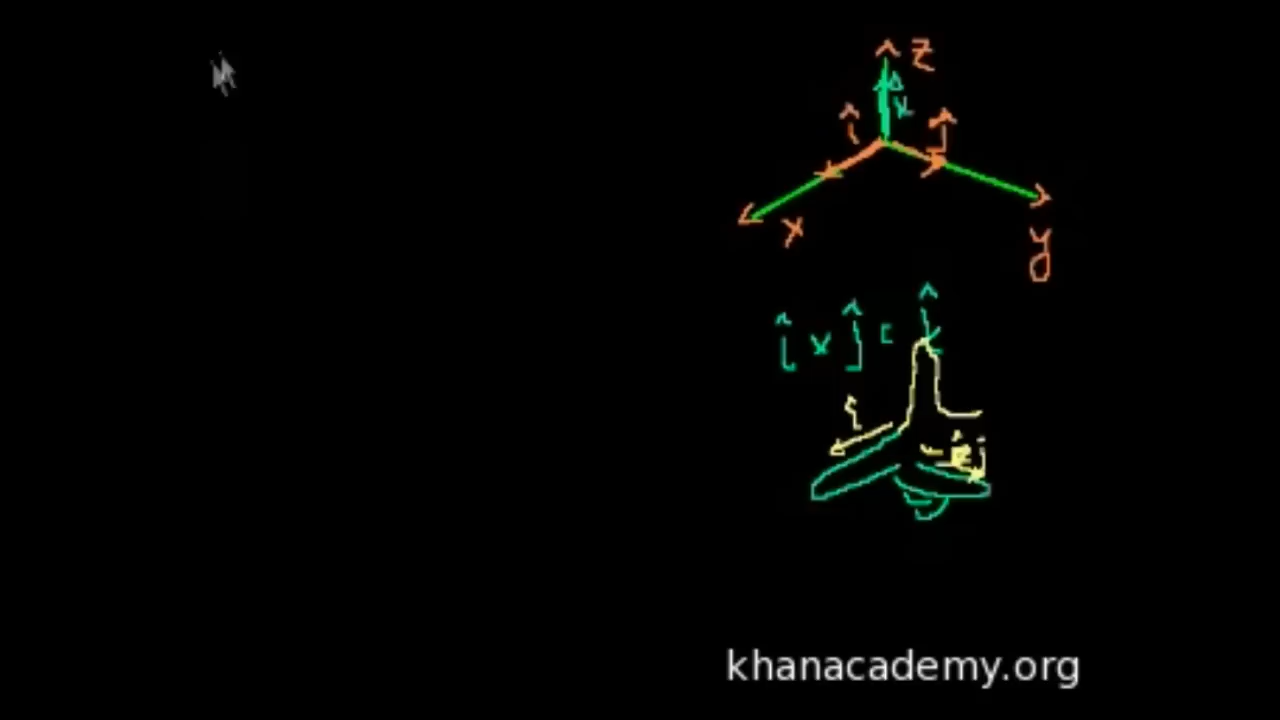 z
k̂
î ĵ
x
y
î x ĵ = k̂
i
j
khanacademy.org